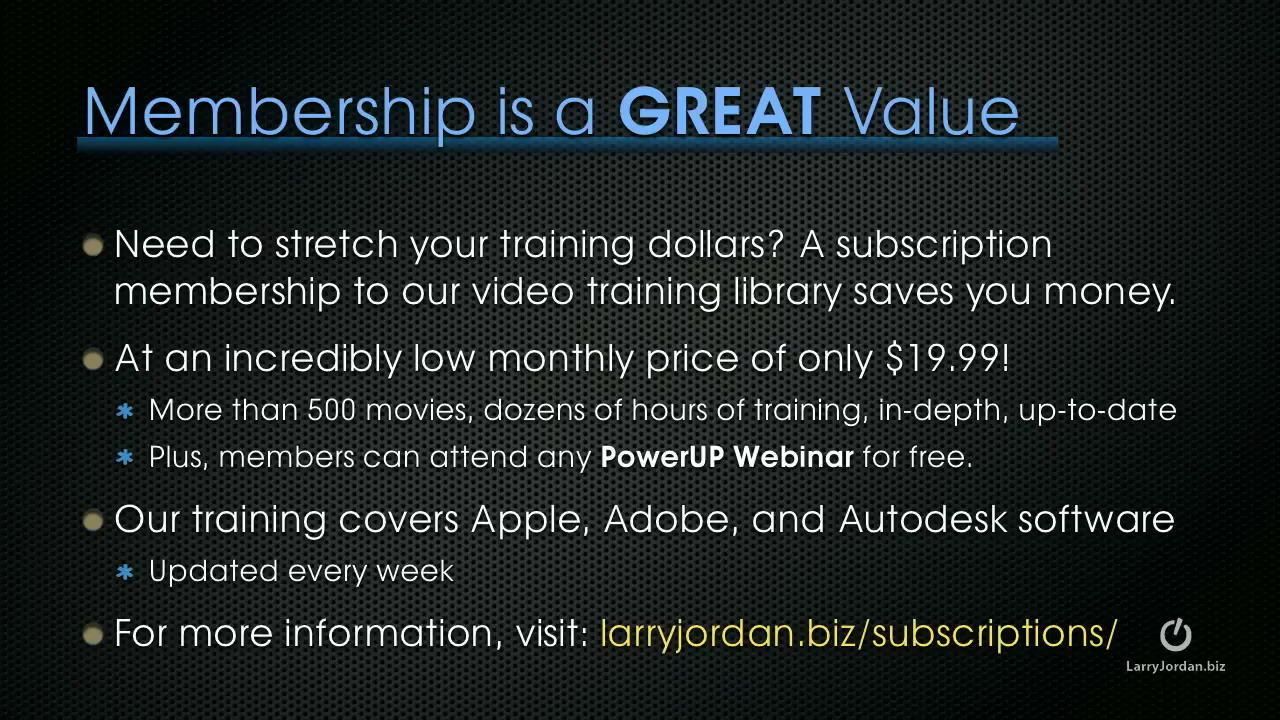 Membership is a GREAT Value
Need to stretch your training dollars? A subscription
membership to our video training library saves you money.
At an incredibly low monthly price of only $19.99!
More than 500 movies, dozens of hours of training, in-depth, up-to-date
Plus, members can attend any PowerUP Webinar for free.
Our training covers Apple, Adobe, and Autodesk software
Updated every week
For more information, visit: larryjordan.biz/subscriptions/
LarryJordan.biz